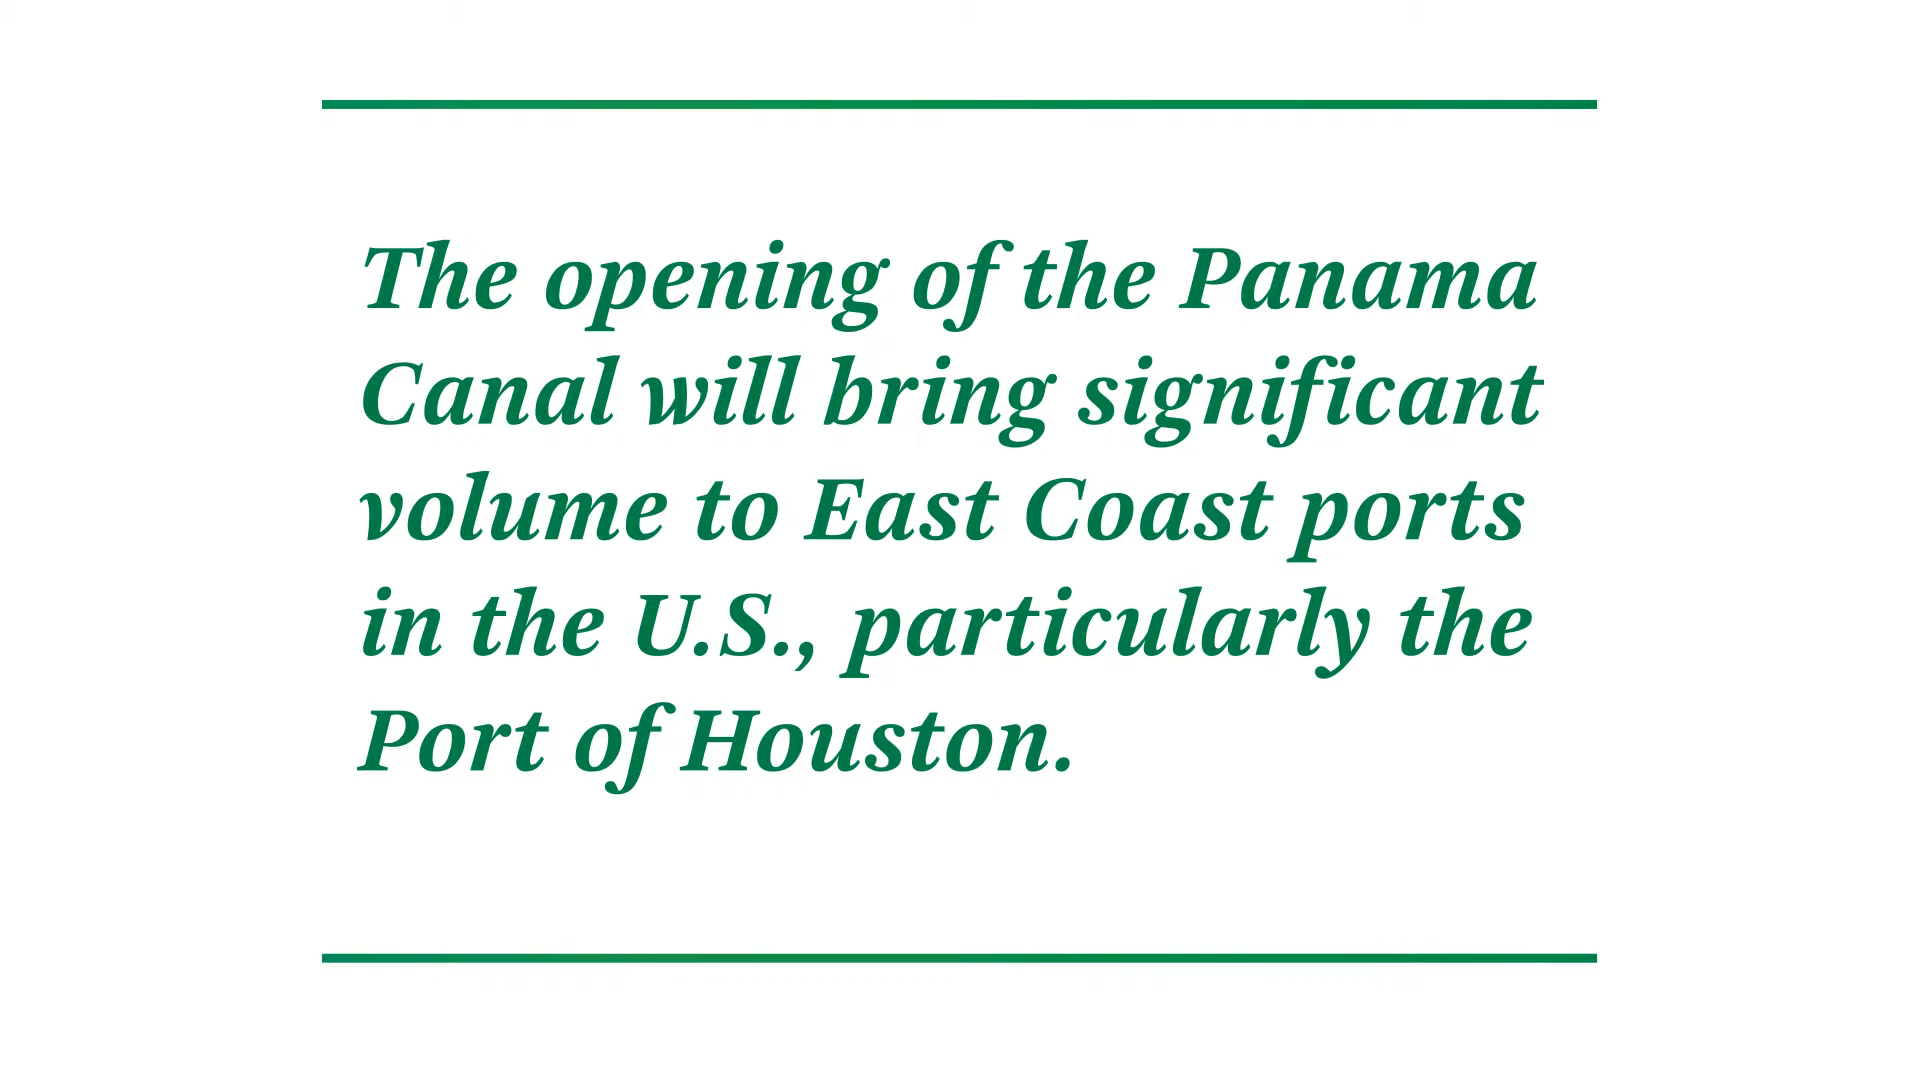 The opening of the Panama
Canal will bring significant
volume to East Coast ports
in the U.S., particularly the
Port of Houston.